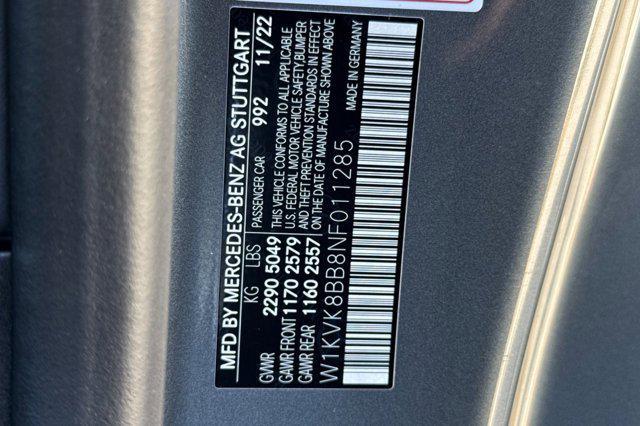 MFD BY MERCEDES-BENZ AG STUTTGART
PASSENGER CAR 992 11/22
KG LBS
GVWR 2290 5049
GAWR FRONT 1170 2579
GAWR REAR 1160 2557
THIS VEHICLE CONFORMS TO ALL APPLICABLE
U.S. FEDERAL MOTOR VEHICLE SAFETY,BUMPER
AND THEFT PREVENTION STANDARDS IN EFFECT
ON THE DATE OF MANUFACTURE SHOWN ABOVE
W1KVK8BB8NF011285
MADE IN GERMANY